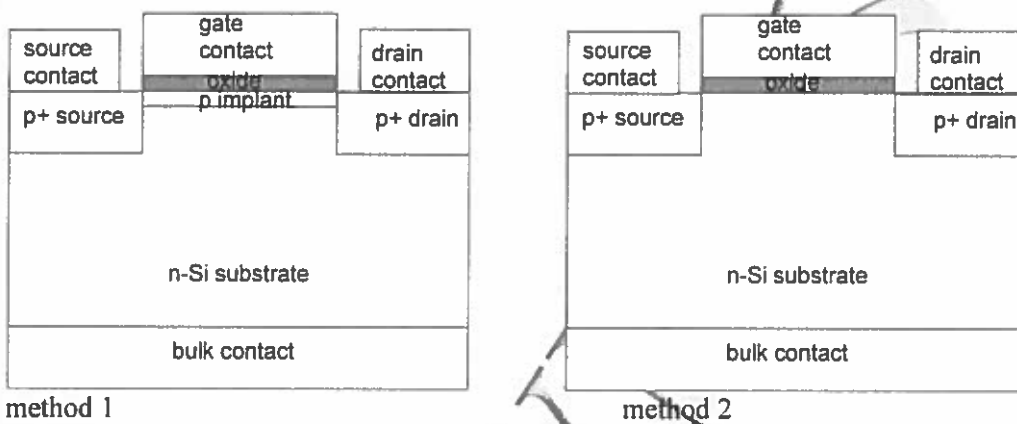 gate
contact
source
contact
drain
contact
oxide
p implant
p+ source
p+ drain
n-Si substrate
bulk contact
method 1
gate
contact
source
contact
drain
contact
oxide
p+ source
p+ drain
n-Si substrate
bulk contact
method 2